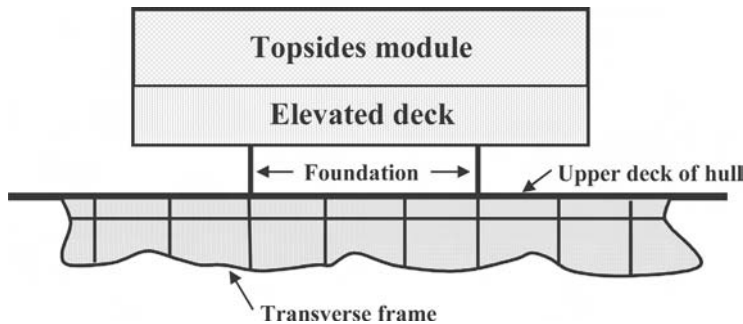 Topsides module
Elevated deck
Foundation
Upper deck of hull
Transverse frame